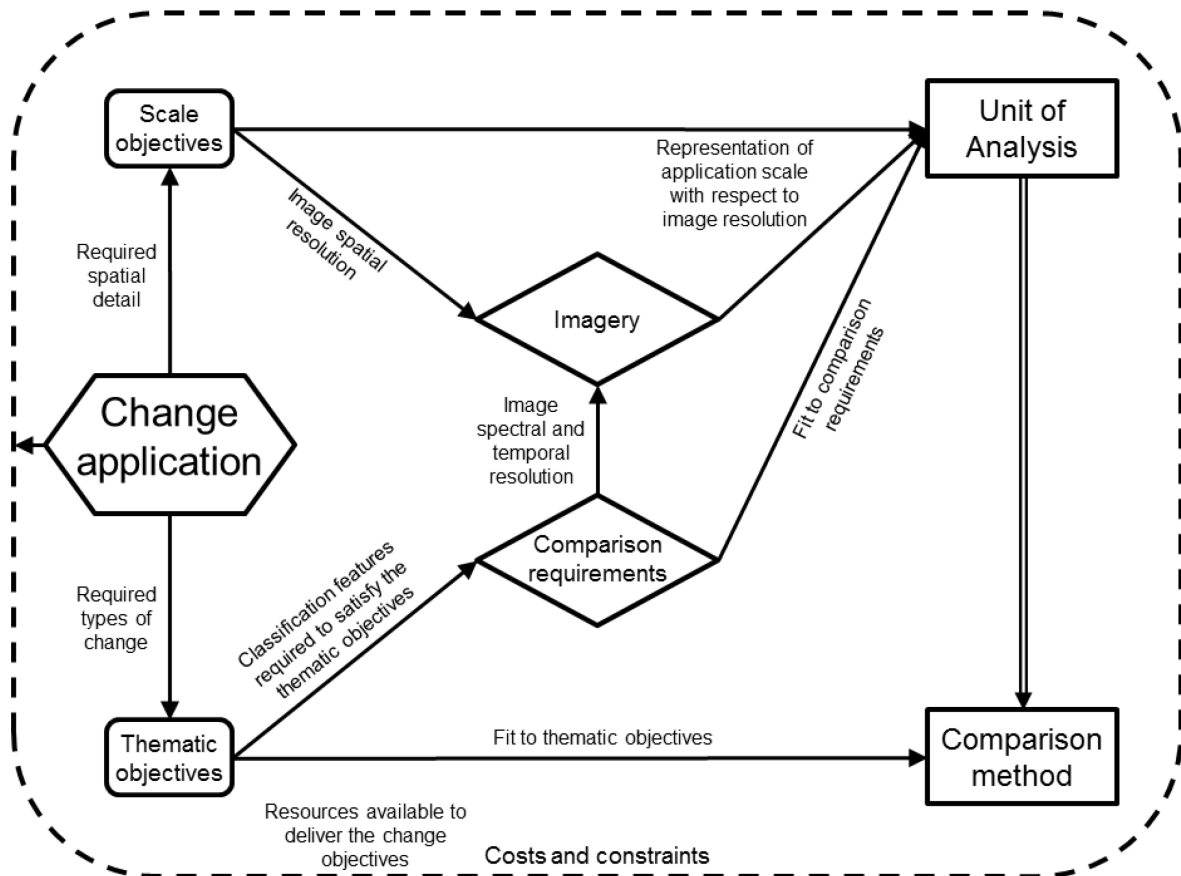 Scale
objectives
Unit of
Analysis
Representation
of application scale
with respect to
image resolution
Image spatial
resolution
Required
spatial
detail
Imagery
Fit to comparison
requirements
Change
application
Image
spectral and
temporal
resolution
Comparison
requirements
Classification features
required to satisfy the
thematic objectives
Required
types of
change
Thematic
objectives
Fit to thematic objectives
Comparison
method
Resources available to
deliver the change
objectives
Costs and constraints